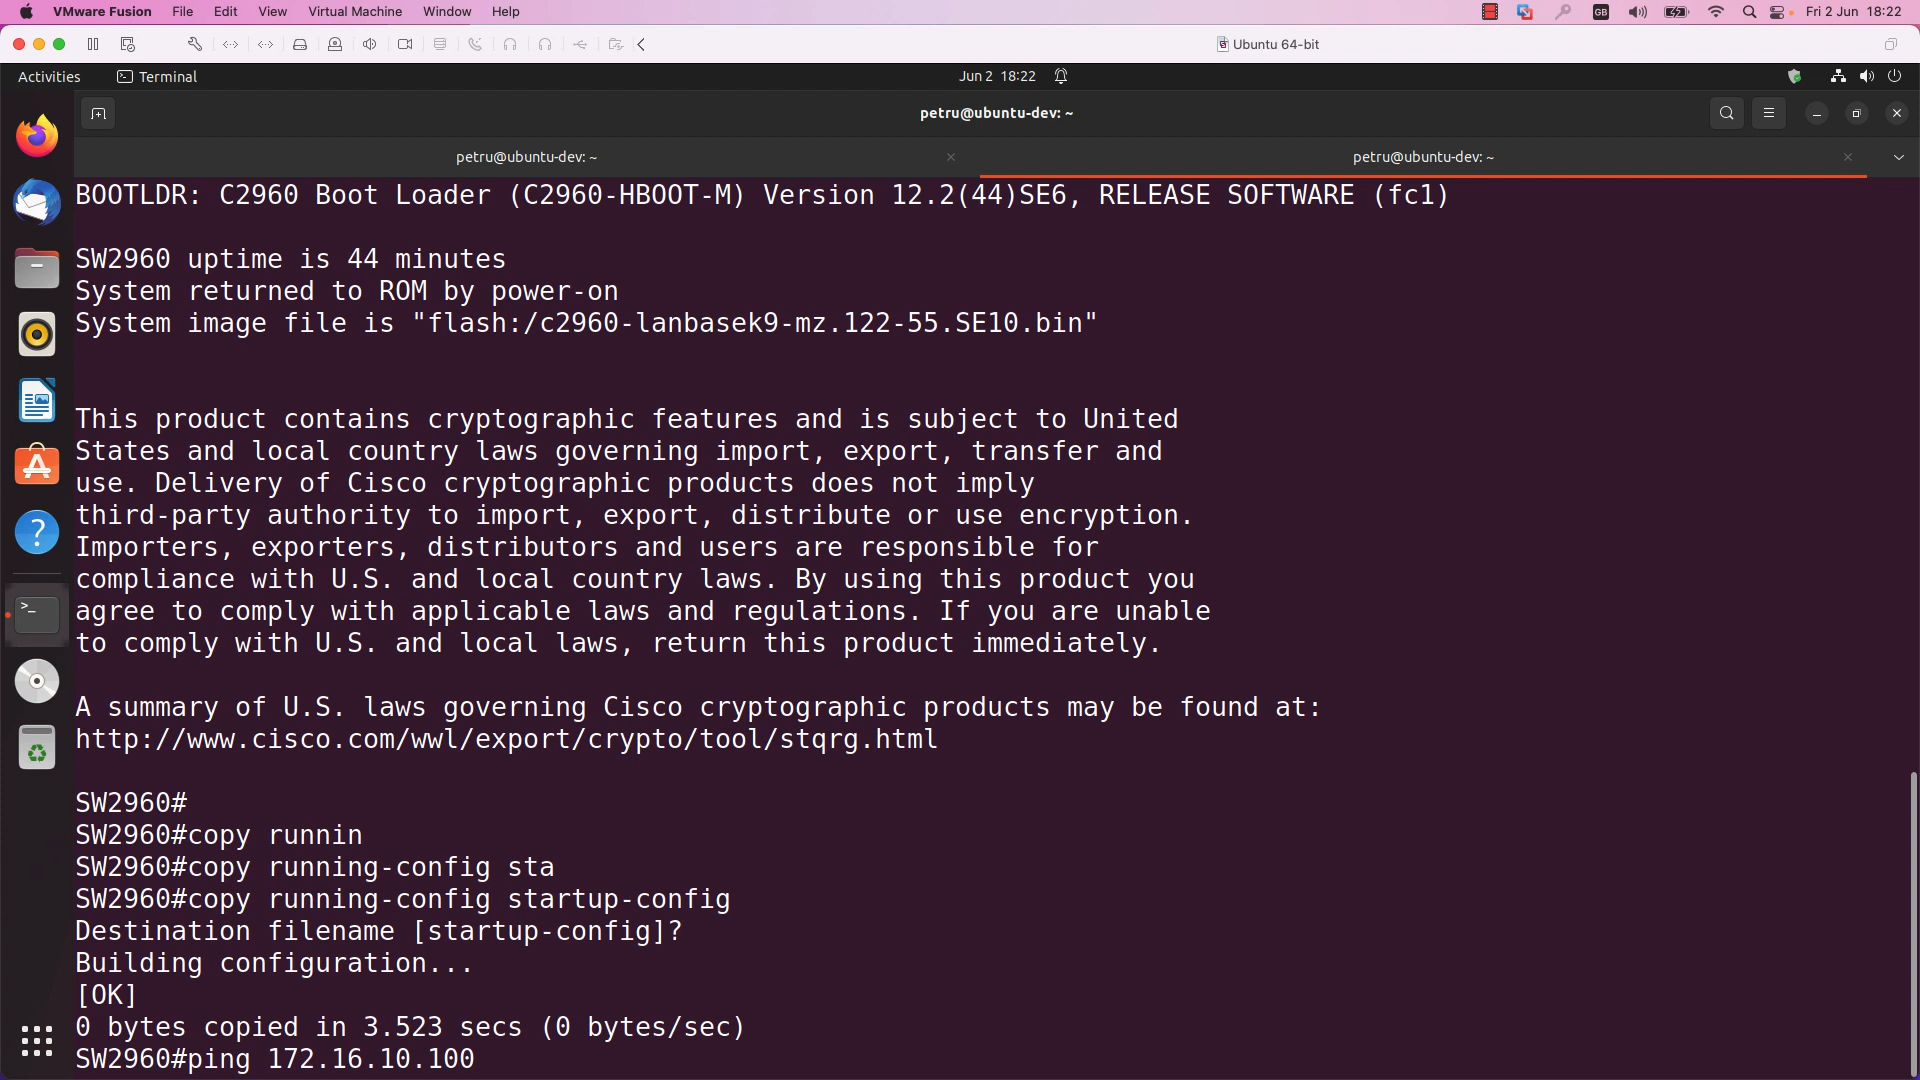 VMware Fusion File Edit View Virtual Machine Window Help GB Fri 2 Jun 18:22
Ubuntu 64-bit
Activities Terminal Jun 2 18:22
petru@ubuntu-dev: ~
petru@ubuntu-dev: ~ petru@ubuntu-dev: ~
BOOTLDR: C2960 Boot Loader (C2960-HBOOT-M) Version 12.2(44)SE6, RELEASE SOFTWARE (fc1)
SW2960 uptime is 44 minutes
System returned to ROM by power-on
System image file is "flash:/c2960-lanbasek9-mz.122-55.SE10.bin"
This product contains cryptographic features and is subject to United
States and local country laws governing import, export, transfer and
use. Delivery of Cisco cryptographic products does not imply
third-party authority to import, export, distribute or use encryption.
Importers, exporters, distributors and users are responsible for
compliance with U.S. and local country laws. By using this product you
agree to comply with applicable laws and regulations. If you are unable
to comply with U.S. and local laws, return this product immediately.
A summary of U.S. laws governing Cisco cryptographic products may be found at:
http://www.cisco.com/wwl/export/crypto/tool/stqrg.html
SW2960#
SW2960#copy runnin
SW2960#copy running-config sta
SW2960#copy running-config startup-config
Destination filename [startup-config]?
Building configuration...
[OK]
0 bytes copied in 3.523 secs (0 bytes/sec)
SW2960#ping 172.16.10.100